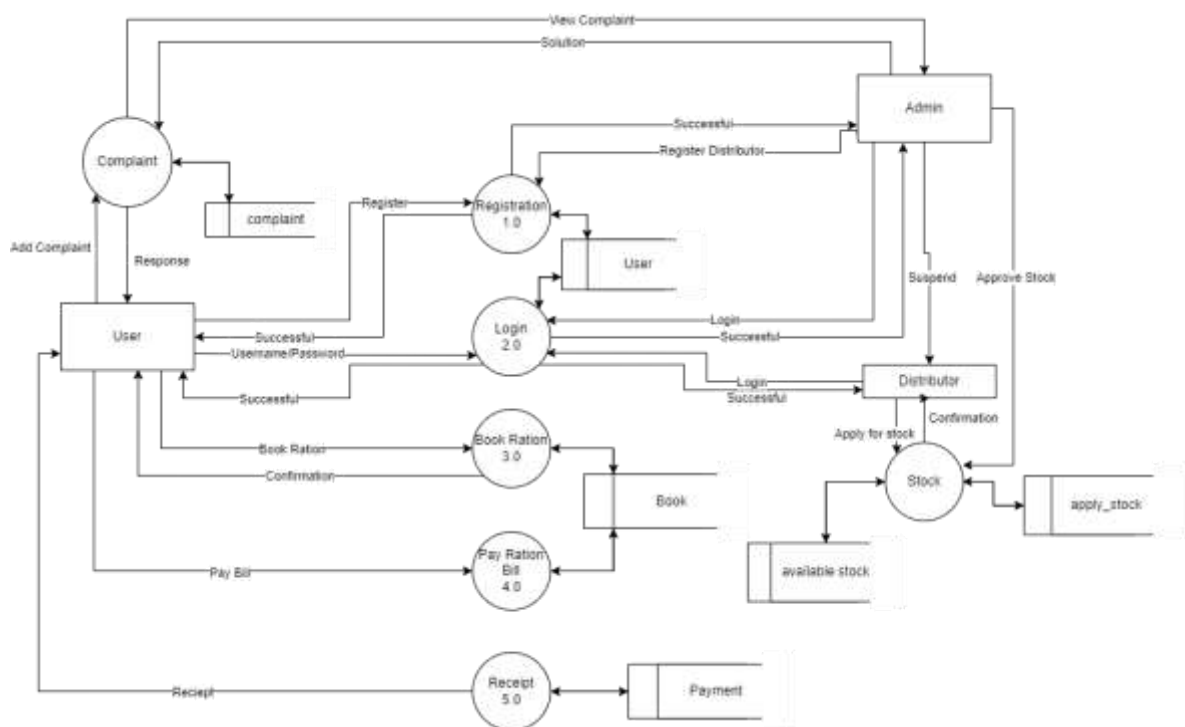 View Complaint
Solution
Admin
Successful
Register Distributor
Complaint
complaint
Register
Registration
1.0
Add Complaint
Response
User
Suspend
Approve Stock
User
Login
2.0
Login
Successful
Successful
Username/Password
Distributor
Login
Successful
Successful
Confirmation
Apply for stock
Book Ration
Book Ration
3.0
Confirmation
Stock
Book
apply_stock
Pay Ration
Bill
4.0
Pay Bill
available stock
Receipt
5.0
Reciept
Payment